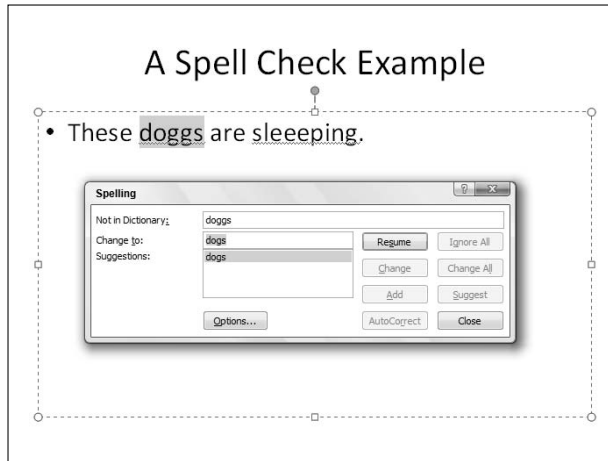 A Spell Check Example
• These doggs are sleeeping.
Spelling
?
Not in Dictionary: doggs
Change to: dogs Resume Ignore All
Suggestions: dogs
Change Change All
Add Suggest
Options... AutoCorrect Close